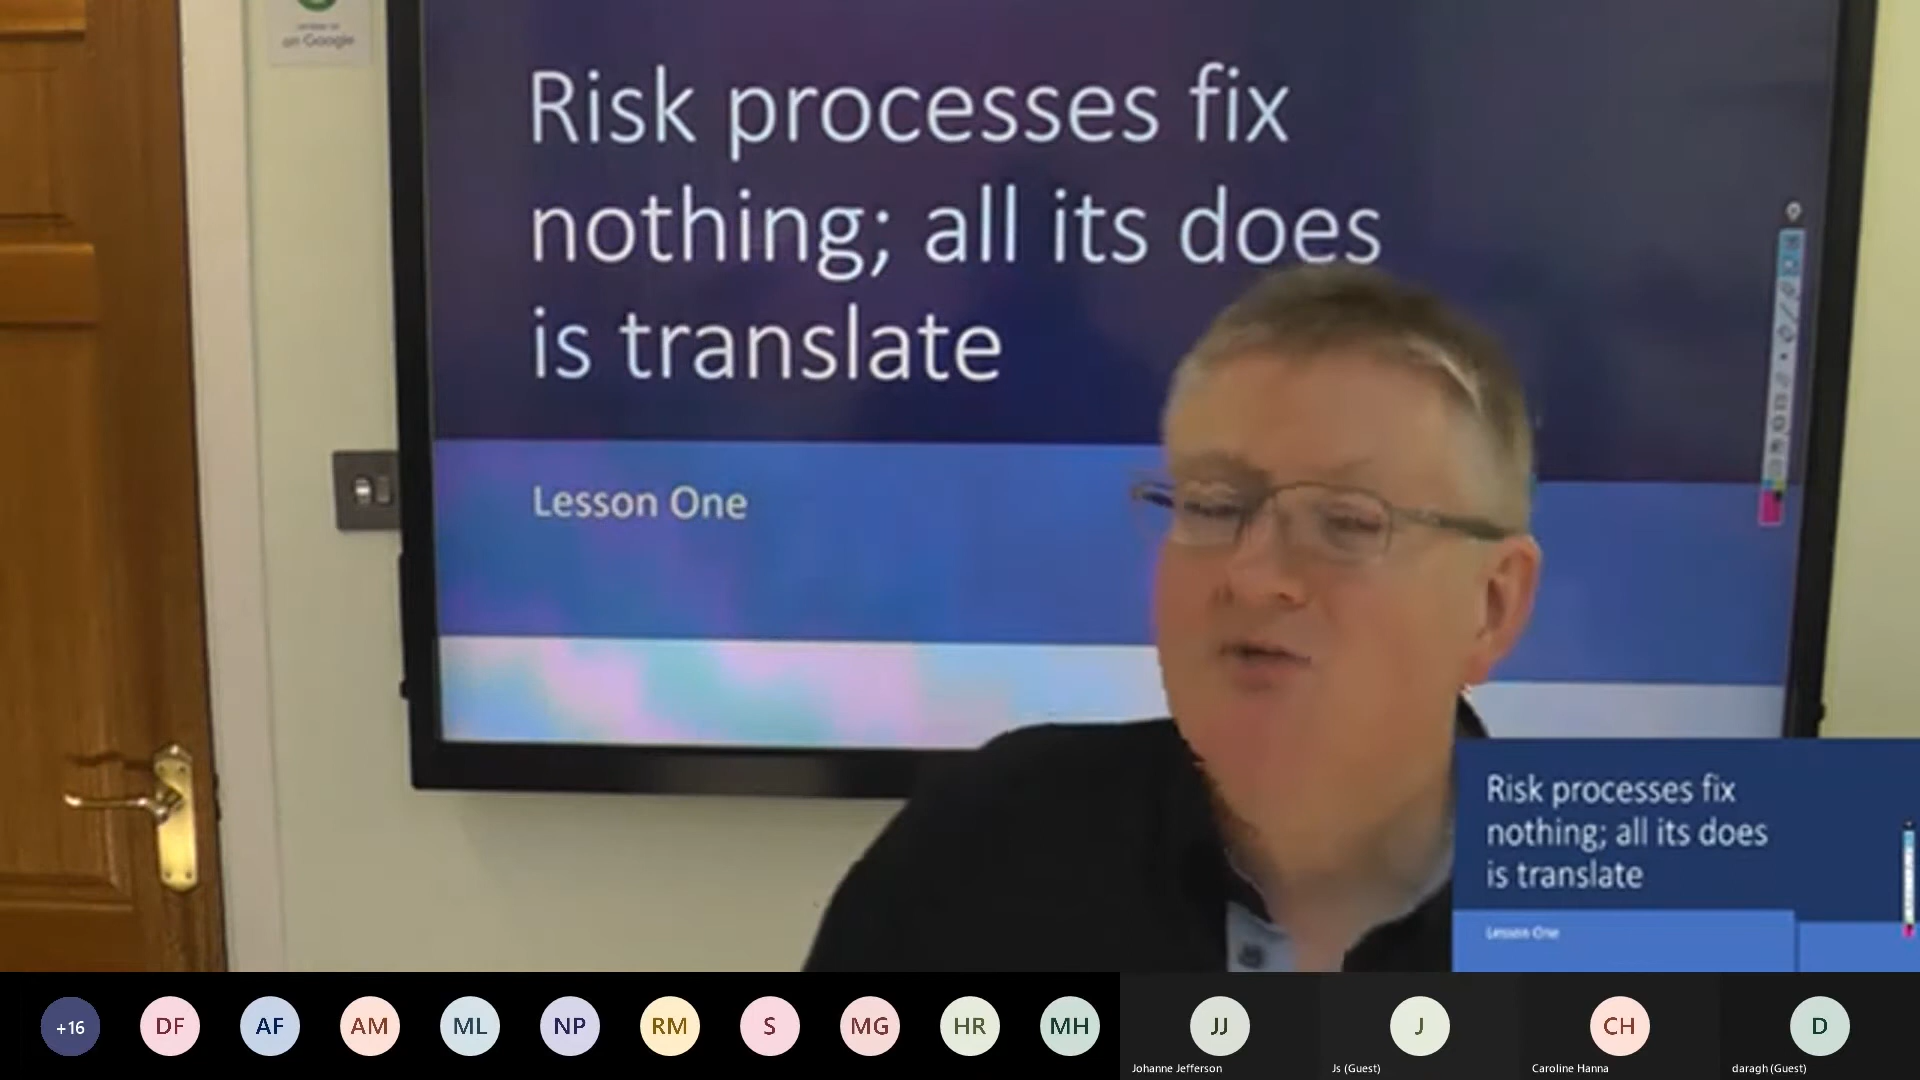 on Google
Risk processes fix
nothing; all its does
is translate
Lesson One
Risk processes fix
nothing; all its does
is translate
Lesson One
+16
DF
AF
AM
ML
NP
RM
S
MG
HR
MH
JJ
J
CH
D
Johanne Jefferson
Js (Guest)
Caroline Hanna
daragh (Guest)